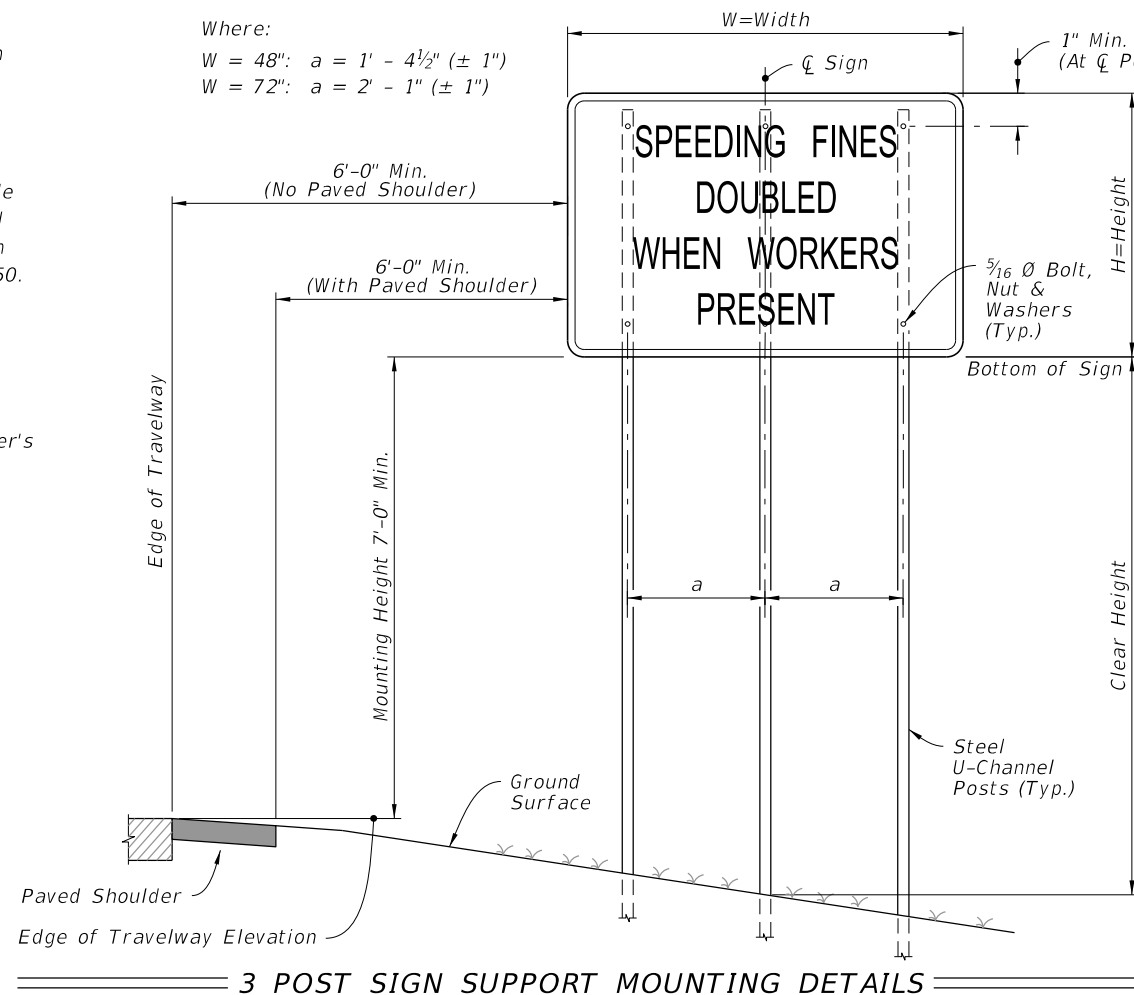 Where:
W = 48": a = 1' - 4½" (± 1")
W = 72": a = 2' - 1" (± 1")
W=Width
℄ Sign
1" Min.
(At ℄
6'-0" Min.
(No Paved Shoulder)
6'-0" Min.
(With Paved Shoulder)
SPEEDING FINES
DOUBLED
WHEN WORKERS
PRESENT
H=Height
5/16 Ø Bolt,
Nut &
Washers
(Typ.)
Bottom of Sign
60.
er's
Edge of Travelway
Mounting Height 7'-0" Min.
a
a
Clear Height
Steel
U-Channel
Posts (Typ.)
Ground
Surface
Paved Shoulder
Edge of Travelway Elevation
3 POST SIGN SUPPORT MOUNTING DETAILS